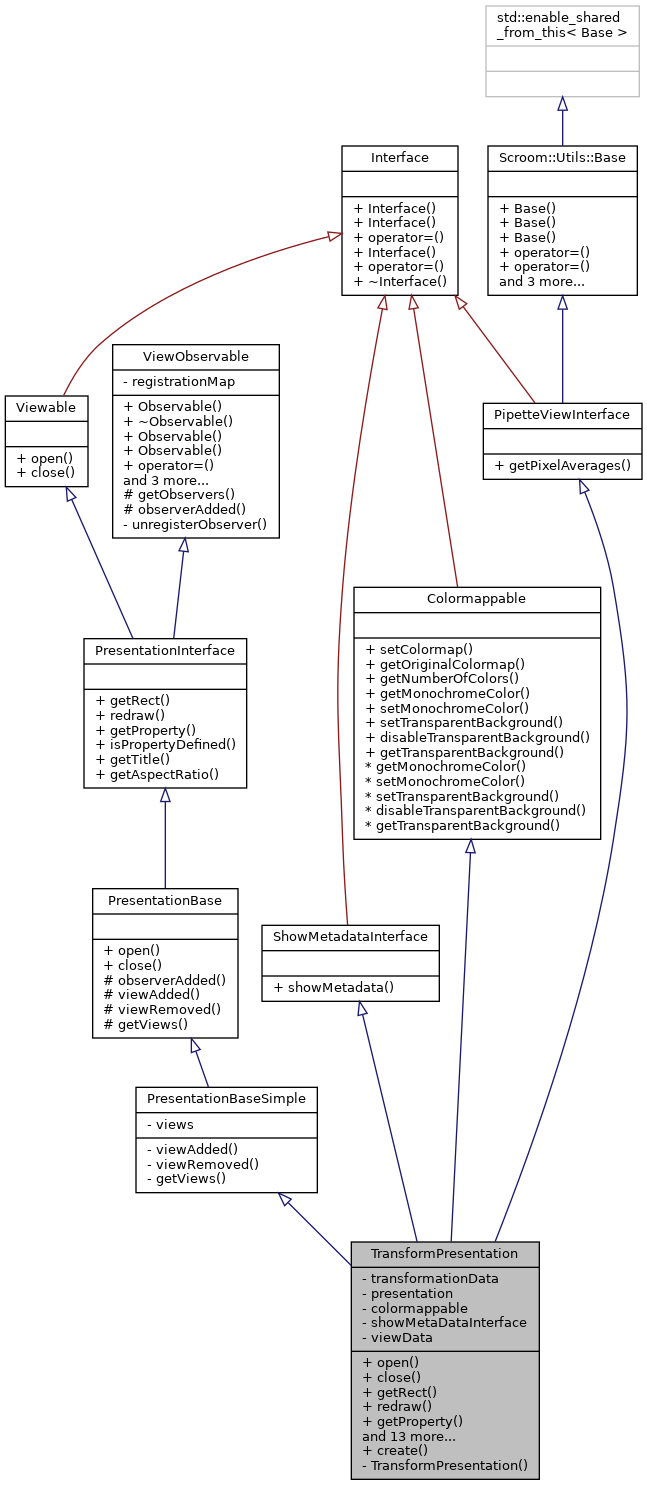 std::enable_shared
_from_this< Base >
Interface
+ Interface()
+ Interface()
+ operator=()
+ Interface()
+ operator=()
+ ~Interface()
Scroom::Utils::Base
+ Base()
+ Base()
+ Base()
+ operator=()
+ operator=()
and 3 more...
ViewObservable
- registrationMap
+ Observable()
+ ~Observable()
+ Observable()
+ Observable()
+ operator=()
and 3 more...
# getObservers()
# observerAdded()
- unregisterObserver()
Viewable
+ open()
+ close()
PipetteViewInterface
+ getPixelAverages()
Colormappable
+ setColormap()
+ getOriginalColormap()
+ getNumberOfColors()
+ getMonochromeColor()
+ setMonochromeColor()
+ setTransparentBackground()
+ disableTransparentBackground()
+ getTransparentBackground()
* getMonochromeColor()
* setMonochromeColor()
* setTransparentBackground()
* disableTransparentBackground()
* getTransparentBackground()
PresentationInterface
+ getRect()
+ redraw()
+ getProperty()
+ isPropertyDefined()
+ getTitle()
+ getAspectRatio()
PresentationBase
+ open()
+ close()
# observerAdded()
# viewAdded()
# viewRemoved()
# getViews()
ShowMetadataInterface
+ showMetadata()
PresentationBaseSimple
- views
- viewAdded()
- viewRemoved()
- getViews()
TransformPresentation
- transformationData
- presentation
- colormappable
- showMetaDataInterface
- viewData
+ open()
+ close()
+ getRect()
+ redraw()
+ getProperty()
and 13 more...
+ create()
- TransformPresentation()